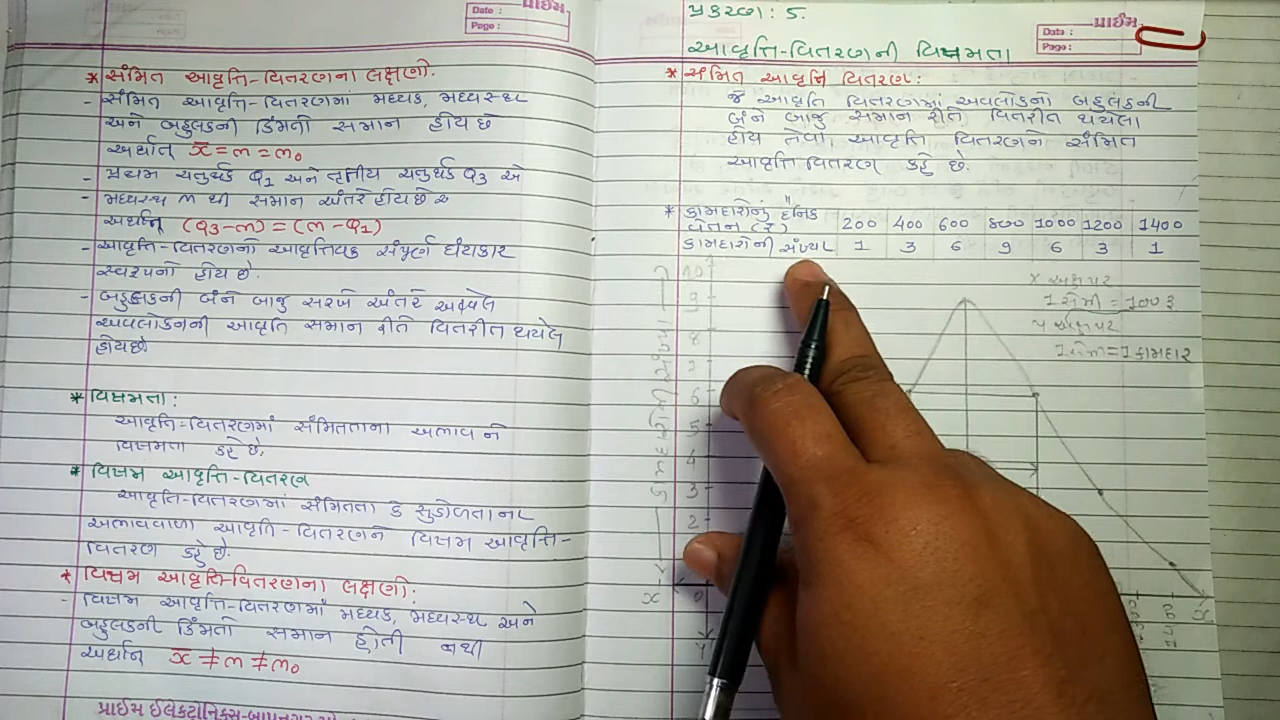 પ્રાઈમ
Date :
Page :
* સંમિત આવૃત્તિ-વિતરણના લક્ષણો.
- સંમિત આવૃત્તિ-વિતરણમાં મધ્યક, મધ્યસ્થ
અને બહુલકની કિંમતો સમાન હોય છે
અર્થાત્ x̄ = m = m₀
- પ્રથમ ચતુર્થક Q₁ અને તૃતીય ચતુર્થક Q₃ એ
- મધ્યસ્થ m થી સમાન અંતરે હોય છે
અર્થાત્ (Q₃-m) = (m-Q₁)
- આવૃત્તિ-વિતરણનો આવૃત્તિવક્ર સંપૂર્ણ ઘંટાકાર
સ્વરૂપનો હોય છે.
- બહુલકની બંને બાજુ સરખે અંતરે આવેલ
અવલોકનની આવૃત્તિ સમાન રીતે વિતરીત થયેલ
હોય છે
* વિષમતા :
આવૃત્તિ-વિતરણમાં સંમિતતાના અભાવ ને
વિષમતા કહે છે.
* વિષમ આવૃત્તિ-વિતરણ
આવૃત્તિ-વિતરણમાં સંમિતતા કે સુડોળતાના
અભાવવાળા આવૃત્તિ-વિતરણને વિષમ આવૃત્તિ-
વિતરણ કહે છે.
* વિષમ આવૃત્તિ-વિતરણના લક્ષણો :
- વિષમ આવૃત્તિ-વિતરણમાં મધ્યક, મધ્યસ્થ અને
બહુલકની કિંમતો સમાન હોતી નથી
અર્થાત x̄ ≠ m ≠ m₀
પ્રાઈમ ઈલેક્ટ્રોનિક્સ-
પ્રકરણ : 5.
પ્રાઈમ
Date :
Page :
આવૃત્તિ-વિતરણની વિષમતા
* સંમિત આવૃત્તિ વિતરણ :
જે આવૃત્તિ વિતરણમાં અવલોકનો બહુલકની
બંને બાજુ સમાન રીતે વિતરીત થયેલા
હોય તેવા આવૃત્તિ વિતરણને સંમિત
આવૃત્તિ વિતરણ કહે છે.
* કામદારોનું દૈનિક
વેતન (₹) 200 400 600 800 1000 1200 1400
કામદારોની સંખ્યા 1 3 6 9 6 3 1
X અક્ષ પર
1 સેમી = 100 ₹
Y અક્ષ પર
1 સેમી = 1 કામદાર
10
9
8
7
6
5
4
3
2
x 0 x
Y